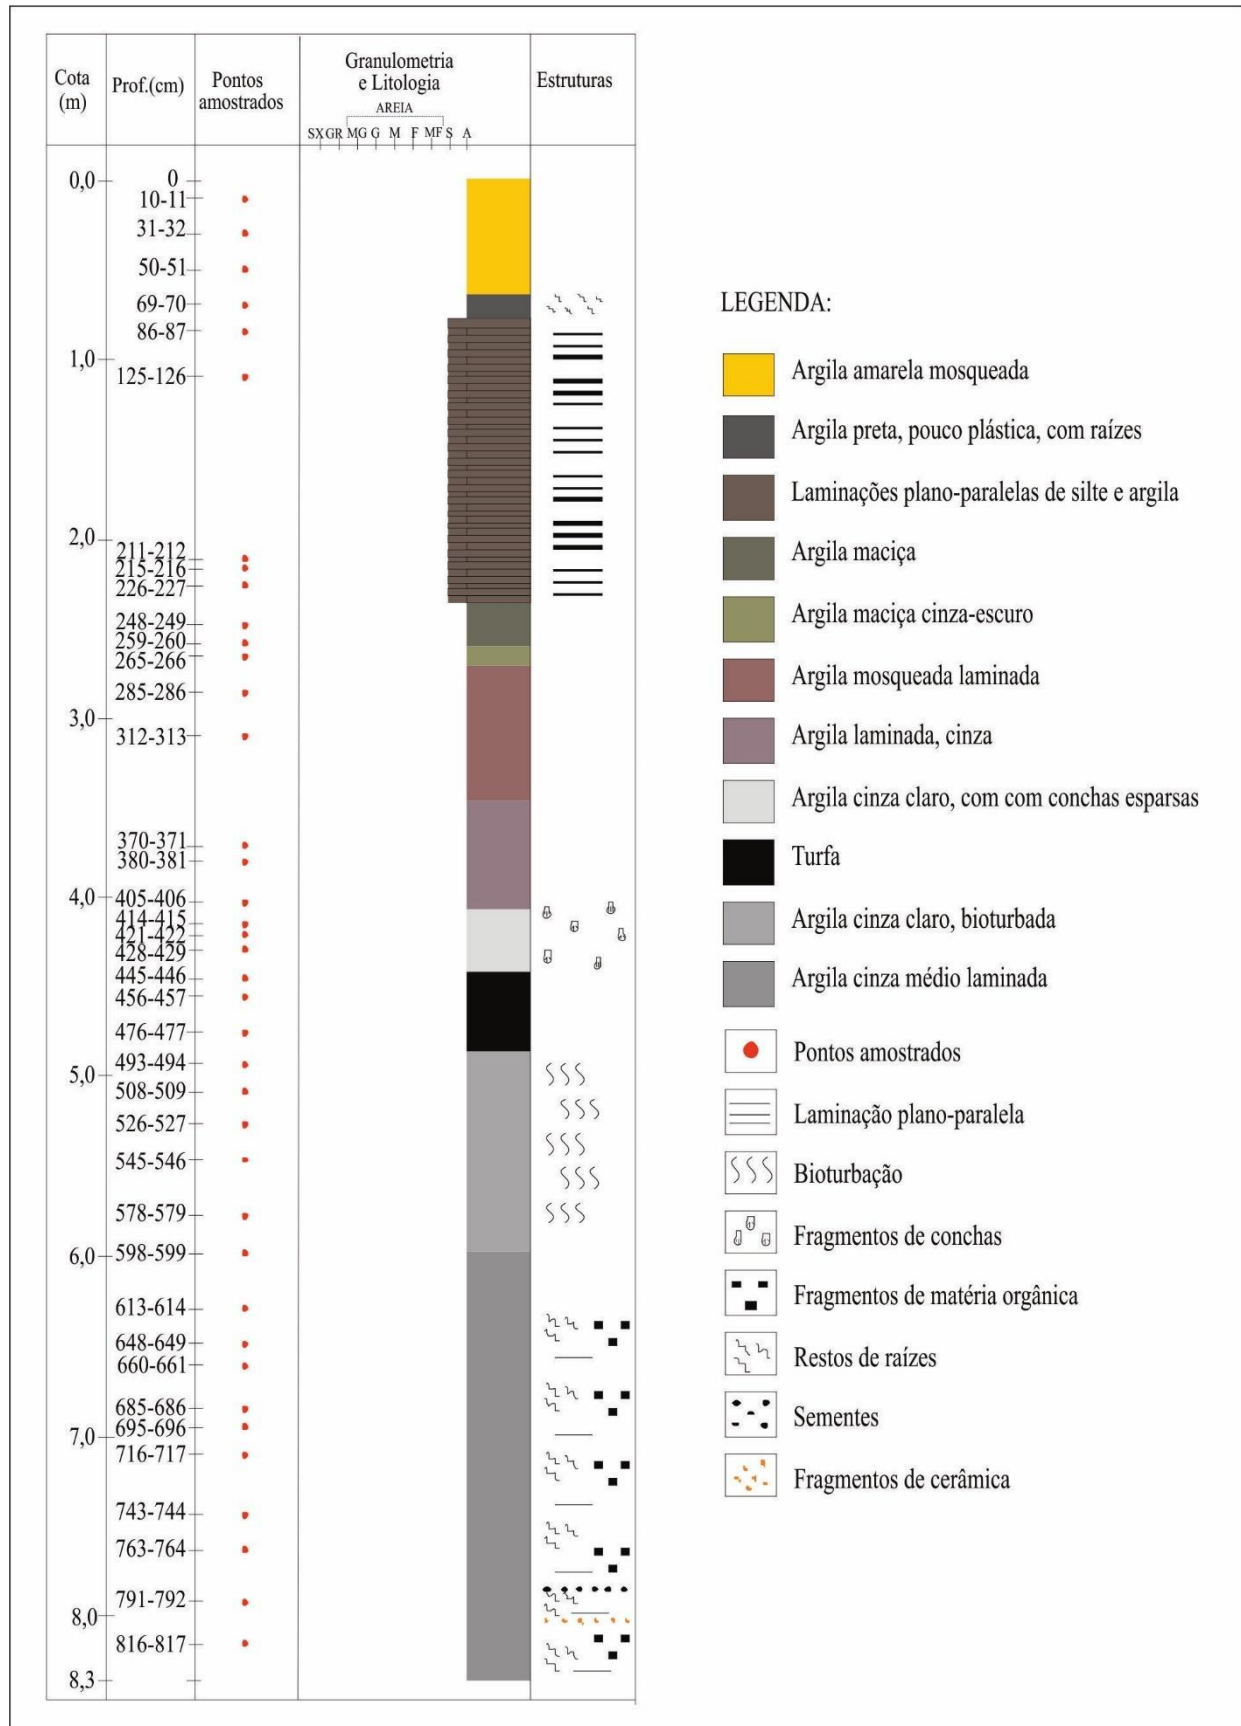 Cota
(m)
Prof.(cm)
Pontos
amostrados
Granulometria
e Litologia
AREIA
SX GR MG G M F MF S A
Estruturas
0,0
1,0
2,0
3,0
4,0
5,0
6,0
7,0
8,0
8,3
0
10-11
31-32
50-51
69-70
86-87
125-126
211-212
215-216
226-227
248-249
259-260
265-266
285-286
312-313
370-371
380-381
405-406
414-415
421-422
428-429
445-446
456-457
476-477
493-494
508-509
526-527
545-546
578-579
598-599
613-614
648-649
660-661
685-686
695-696
716-717
743-744
763-764
791-792
816-817
LEGENDA:
Argila amarela mosqueada
Argila preta, pouco plástica, com raízes
Laminações plano-paralelas de silte e argila
Argila maciça
Argila maciça cinza-escuro
Argila mosqueada laminada
Argila laminada, cinza
Argila cinza claro, com com conchas esparsas
Turfa
Argila cinza claro, bioturbada
Argila cinza médio laminada
Pontos amostrados
Laminação plano-paralela
Bioturbação
Fragmentos de conchas
Fragmentos de matéria orgânica
Restos de raízes
Sementes
Fragmentos de cerâmica